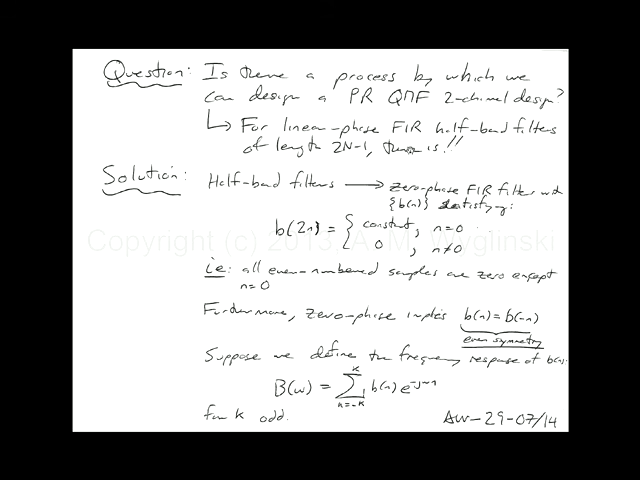 Question: Is there a process by which we
can design a PR QMF 2-channel design?
↳ For linear-phase FIR half-band filters
of length 2N-1, there is!!
Solution: Half-band filters → zero-phase FIR filters with
{b(n)} satisfying:
b(2n) = { constant, n=0
0, n≠0
Copyright (c) 2013 A. M. Wyglinski
ie: all even-numbered samples are zero except
n=0
Furthermore, zero-phase implies b(n) = b(-n)
even symmetry
Suppose we define the frequency response of b(n):
B(ω) = ∑ b(n) e^-jωn
K
n=-K
for K odd.
AW-29-07/14